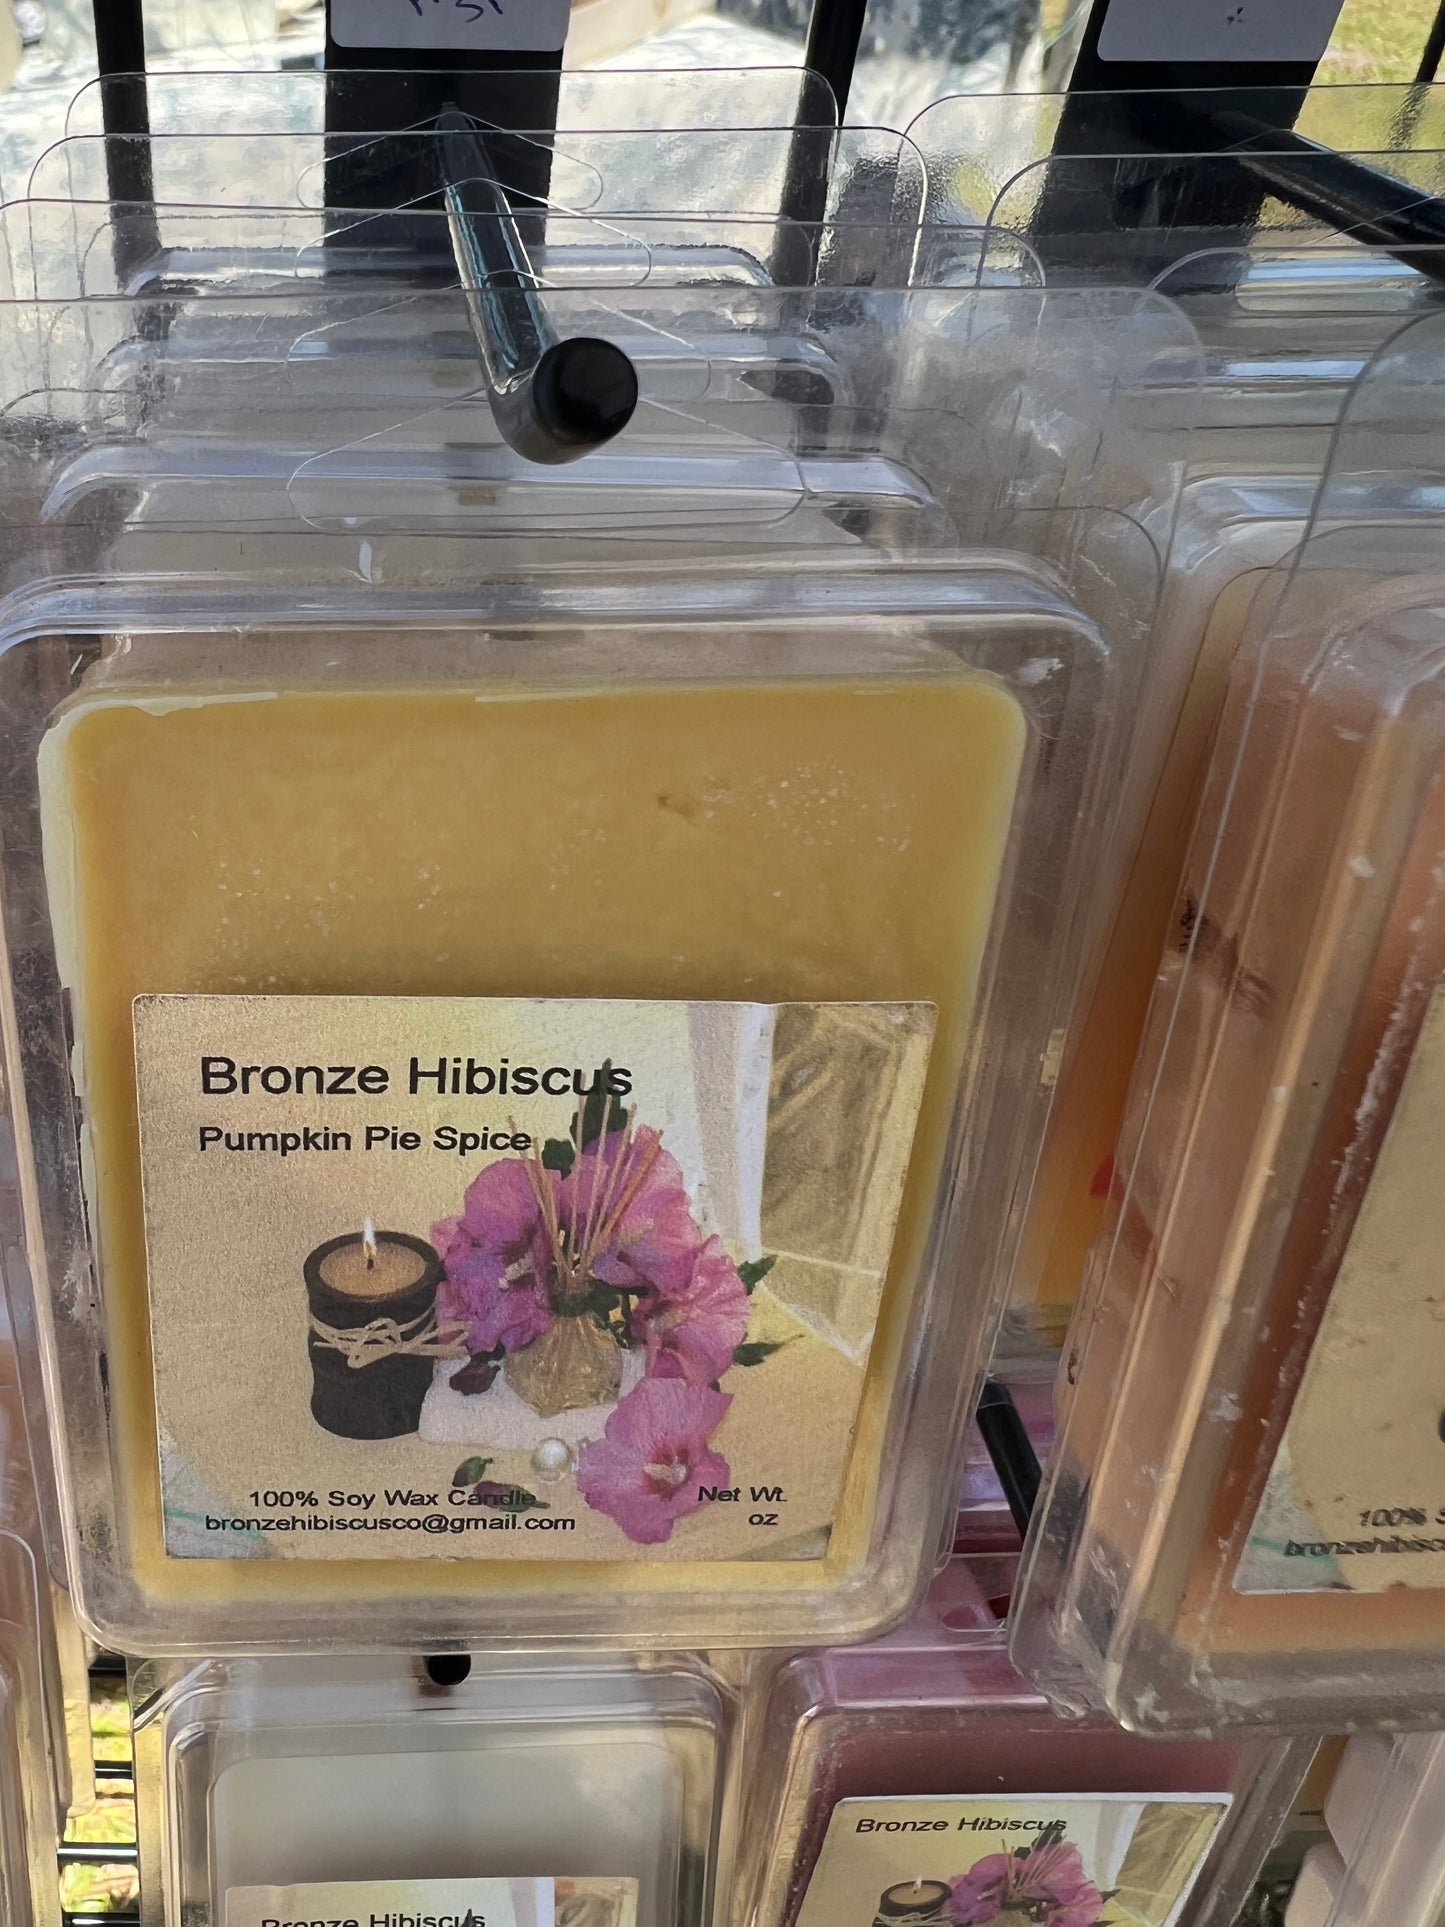 Bronze Hibiscus
Pumpkin Pie Spice
100% Soy Wax Candle
bronzehibiscusco@gmail.com
Net Wt.
oz
100%
Bronze Hibiscus
Bronze Hibiscus